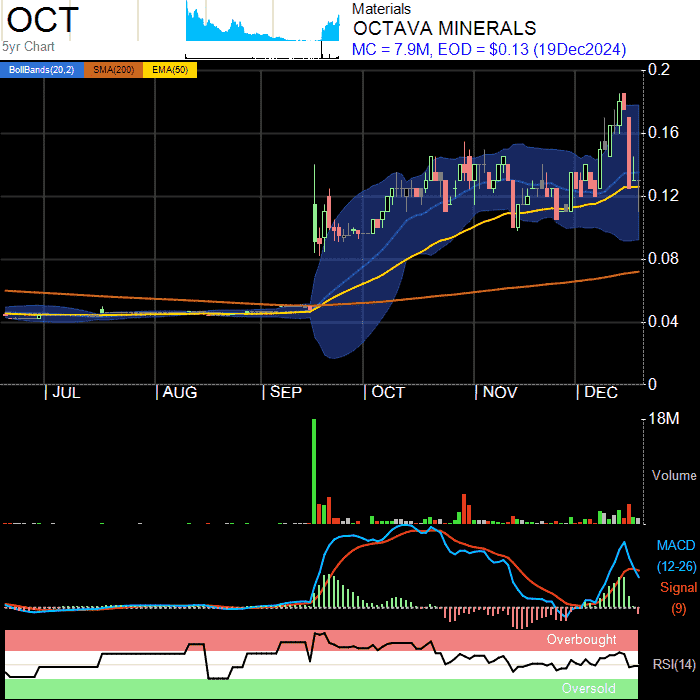 OCT
5yr Chart
Materials
OCTAVA MINERALS
MC = 7.9M, EOD = $0.13 (19Dec2024)
BollBands(20,2) SMA(200) EMA(50)
0.2
0.16
0.12
0.08
0.04
0
| JUL | AUG | SEP | OCT | NOV | DEC
18M
Volume
MACD
(12-26)
Signal
(9)
Overbought
RSI(14)
Oversold